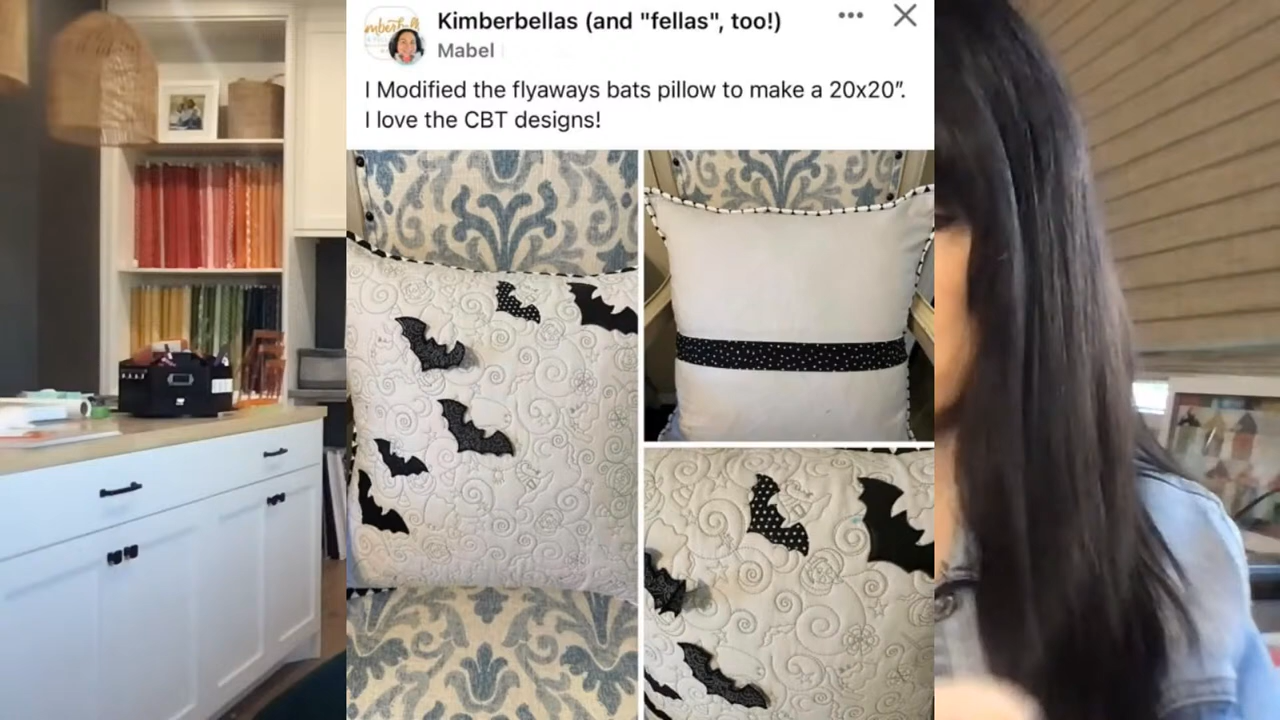 Kimberbellas (and "fellas", too!)
Mabel
I Modified the flyaways bats pillow to make a 20x20”.
I love the CBT designs!